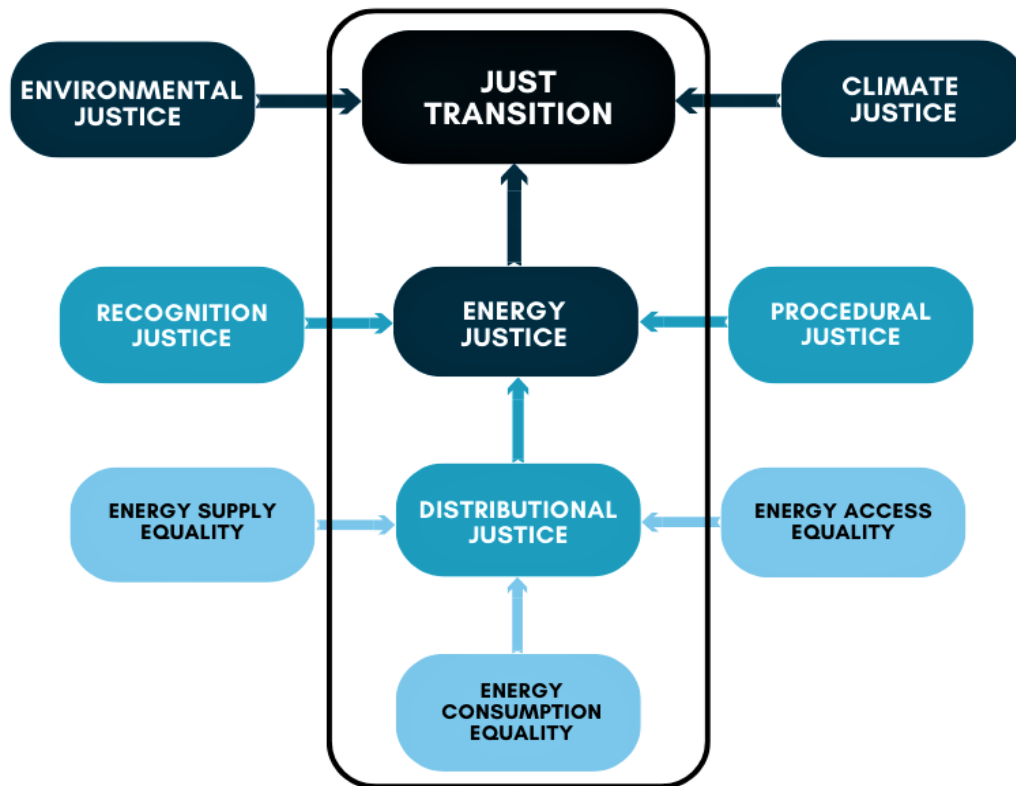 ENVIRONMENTAL
JUSTICE
JUST
TRANSITION
CLIMATE
JUSTICE
RECOGNITION
JUSTICE
ENERGY
JUSTICE
PROCEDURAL
JUSTICE
ENERGY SUPPLY
EQUALITY
DISTRIBUTIONAL
JUSTICE
ENERGY ACCESS
EQUALITY
ENERGY
CONSUMPTION
EQUALITY